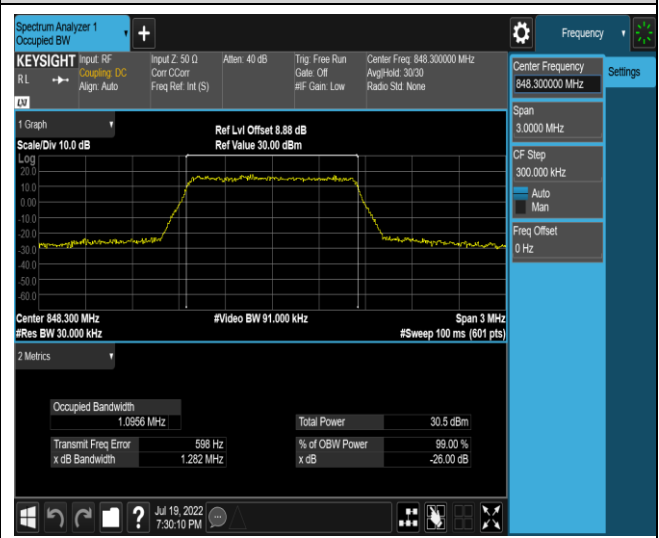 Spectrum Analyzer 1
Occupied BW
Frequency
KEYSIGHT
RL
LXI
Input: RF
Coupling: DC
Align: Auto
Input Z: 50 Ω
Corr CCorr
Freq Ref: Int (S)
Atten: 40 dB
Trig: Free Run
Gate: Off
#IF Gain: Low
Center Freq: 848.300000 MHz
Avg|Hold: 30/30
Radio Std: None
Center Frequency
848.300000 MHz
Settings
Span
3.0000 MHz
CF Step
300.000 kHz
Auto
Man
Freq Offset
0 Hz
1 Graph
Scale/Div 10.0 dB
Ref Lvl Offset 8.88 dB
Ref Value 30.00 dBm
Log
20.0
10.0
0.00
-10.0
-20.0
-30.0
-40.0
-50.0
-60.0
Center 848.300 MHz
#Video BW 91.000 kHz
Span 3 MHz
#Res BW 30.000 kHz
#Sweep 100 ms (601 pts)
2 Metrics
Occupied Bandwidth
1.0956 MHz
Total Power 30.5 dBm
Transmit Freq Error 598 Hz
% of OBW Power 99.00 %
x dB Bandwidth 1.282 MHz
x dB -26.00 dB
?
Jul 19, 2022
7:30:10 PM